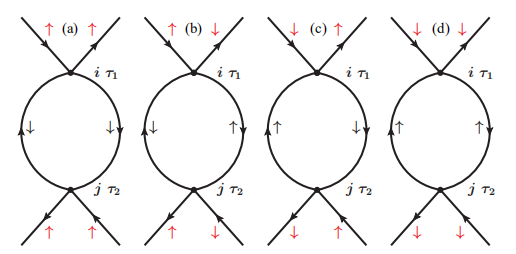 ↑ (a) ↑ ↑ (b) ↓ ↓ (c) ↑ ↓ (d) ↓
i τ₁ i τ₁ i τ₁ i τ₁
↓ ↓ ↓ ↑ ↑ ↓ ↑ ↑
j τ₂ j τ₂ j τ₂ j τ₂
↑ ↑ ↑ ↓ ↓ ↑ ↓ ↓